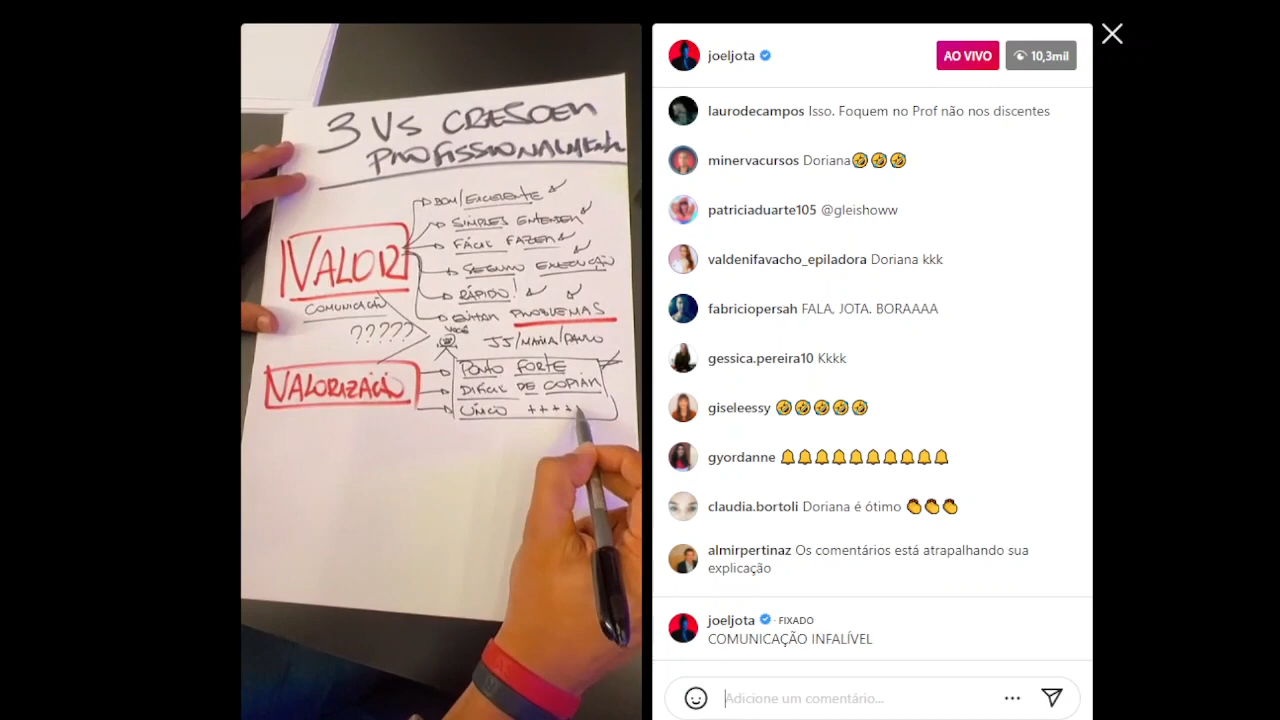 3 VS CRESCER
PROFISSIONALMENTE
BOM/EXCELENTE
SIMPLES ENTENDER
FÁCIL FAZER
SEGURO EXECUÇÃO
RÁPIDO!
EVITAR PROBLEMAS
VALOR
COMUNICAÇÃO
?????
VOCÊ
JJ/MAIRA/PAULO
VALORIZAÇÃO
PONTO FORTE
DIFÍCIL DE COPIAR
ÚNICO +++++
joeljota
AO VIVO
10,3mil
laurodecampos Isso. Foquem no Prof não nos discentes
minervacursos Doriana🤣🤣🤣
patriciaduarte105 @gleishoww
valdenifavacho_epiladora Doriana kkk
fabriciopersah FALA, JOTA. BORAAAA
gessica.pereira10 Kkkk
giseleessy 🤣🤣🤣🤣🤣
gyordanne 🔔🔔🔔🔔🔔🔔🔔🔔🔔🔔
claudia.bortoli Doriana é ótimo 👏👏👏
almirpertinaz Os comentários está atrapalhando sua
explicação
joeljota · FIXADO
COMUNICAÇÃO INFALÍVEL
Adicione um comentário...